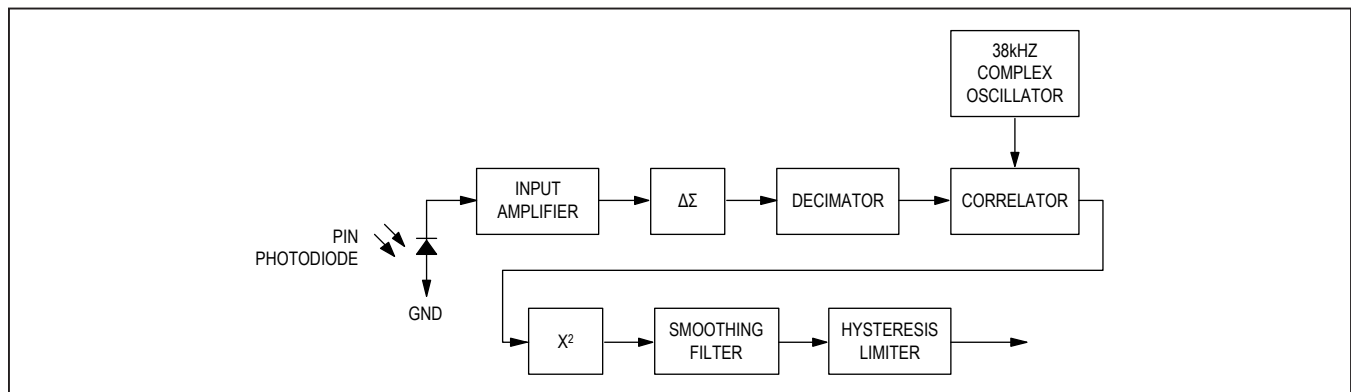 38kHZ
COMPLEX
OSCILLATOR
INPUT
AMPLIFIER
ΔΣ
DECIMATOR
CORRELATOR
PIN
PHOTODIODE
GND
X²
SMOOTHING
FILTER
HYSTERESIS
LIMITER